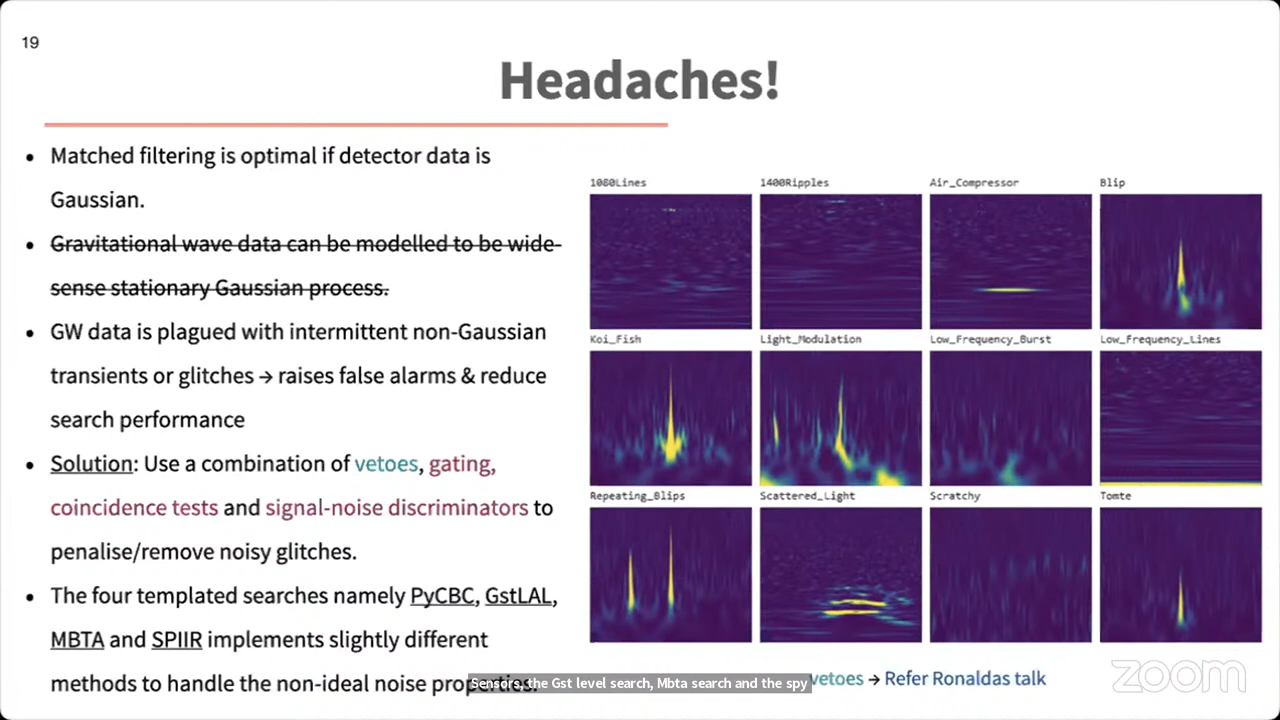 19
Headaches!
• Matched filtering is optimal if detector data is
Gaussian.
• Gravitational wave data can be modelled to be wide-
sense stationary Gaussian process.
• GW data is plagued with intermittent non-Gaussian
transients or glitches → raises false alarms & reduce
search performance
• Solution: Use a combination of vetoes, gating,
coincidence tests and signal-noise discriminators to
penalise/remove noisy glitches.
• The four templated searches namely PyCBC, GstLAL,
MBTA and SPIIR implements slightly different
methods to handle the non-ideal noise properties.
1080Lines 1400Ripples Air_Compressor Blip
Koi_Fish Light_Modulation Low_Frequency_Burst Low_Frequency_Lines
Repeating_Blips Scattered_Light Scratchy Tomte
vetoes → Refer Ronaldas talk
Sensors, the Gst level search, Mbta search and the spy
zoom